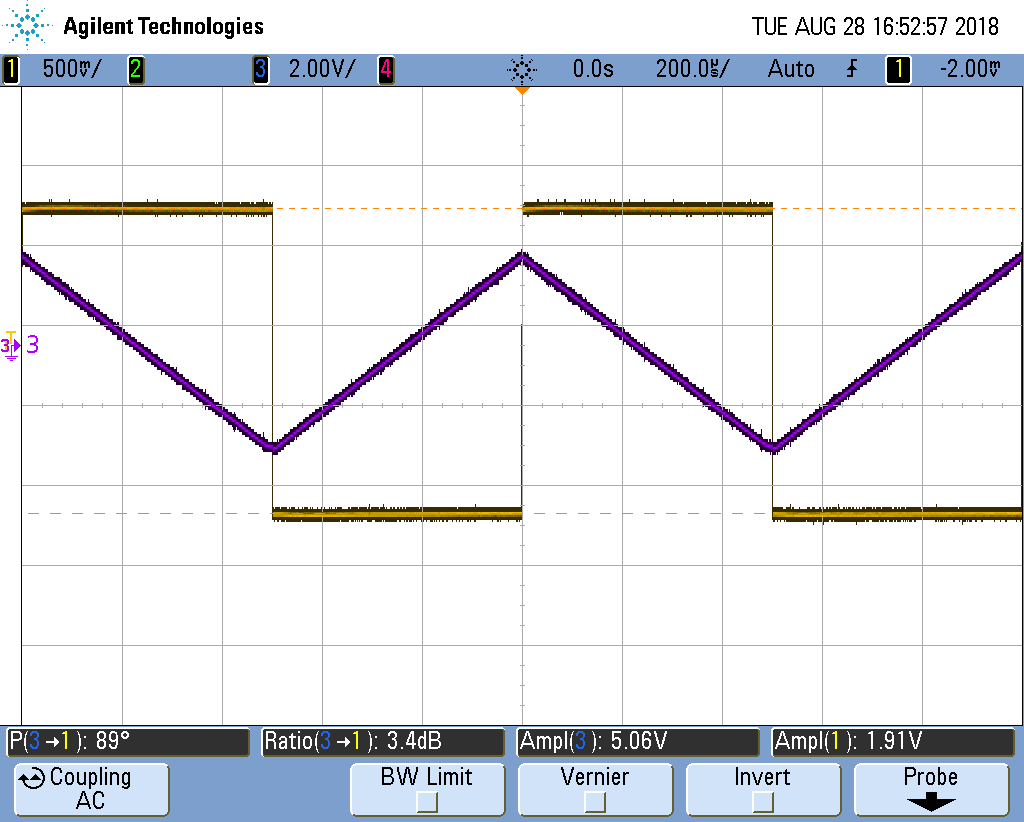 Agilent Technologies TUE AUG 28 16:52:57 2018
1 500mV/ 2 3 2.00V/ 4 0.0s 200.0µs/ Auto 1 -2.00mV
3 3
P(3→1): 89° Ratio(3→1): 3.4dB Ampl(3): 5.06V Ampl(1): 1.91V
Coupling BW Limit Vernier Invert Probe
AC